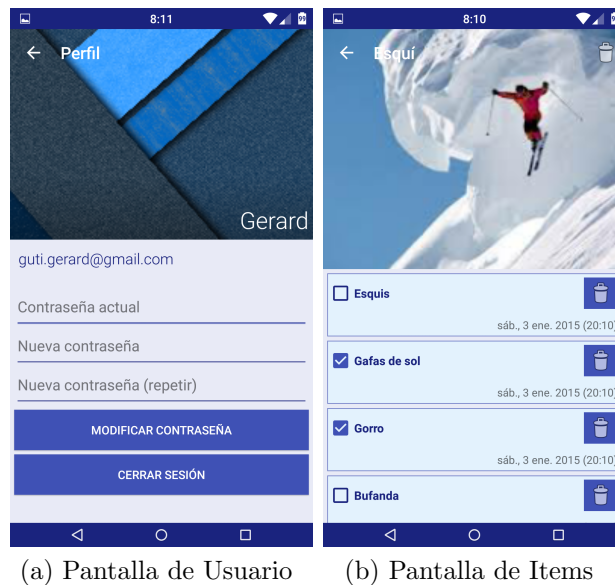 8:11
99
Perfil
Gerard
guti.gerard@gmail.com
Contraseña actual
Nueva contraseña
Nueva contraseña (repetir)
MODIFICAR CONTRASEÑA
CERRAR SESIÓN
(a) Pantalla de Usuario
8:10
Esquí
Esquis
sáb., 3 ene. 2015 (20:10)
Gafas de sol
sáb., 3 ene. 2015 (20:10)
Gorro
sáb., 3 ene. 2015 (20:10)
Bufanda
(b) Pantalla de Items